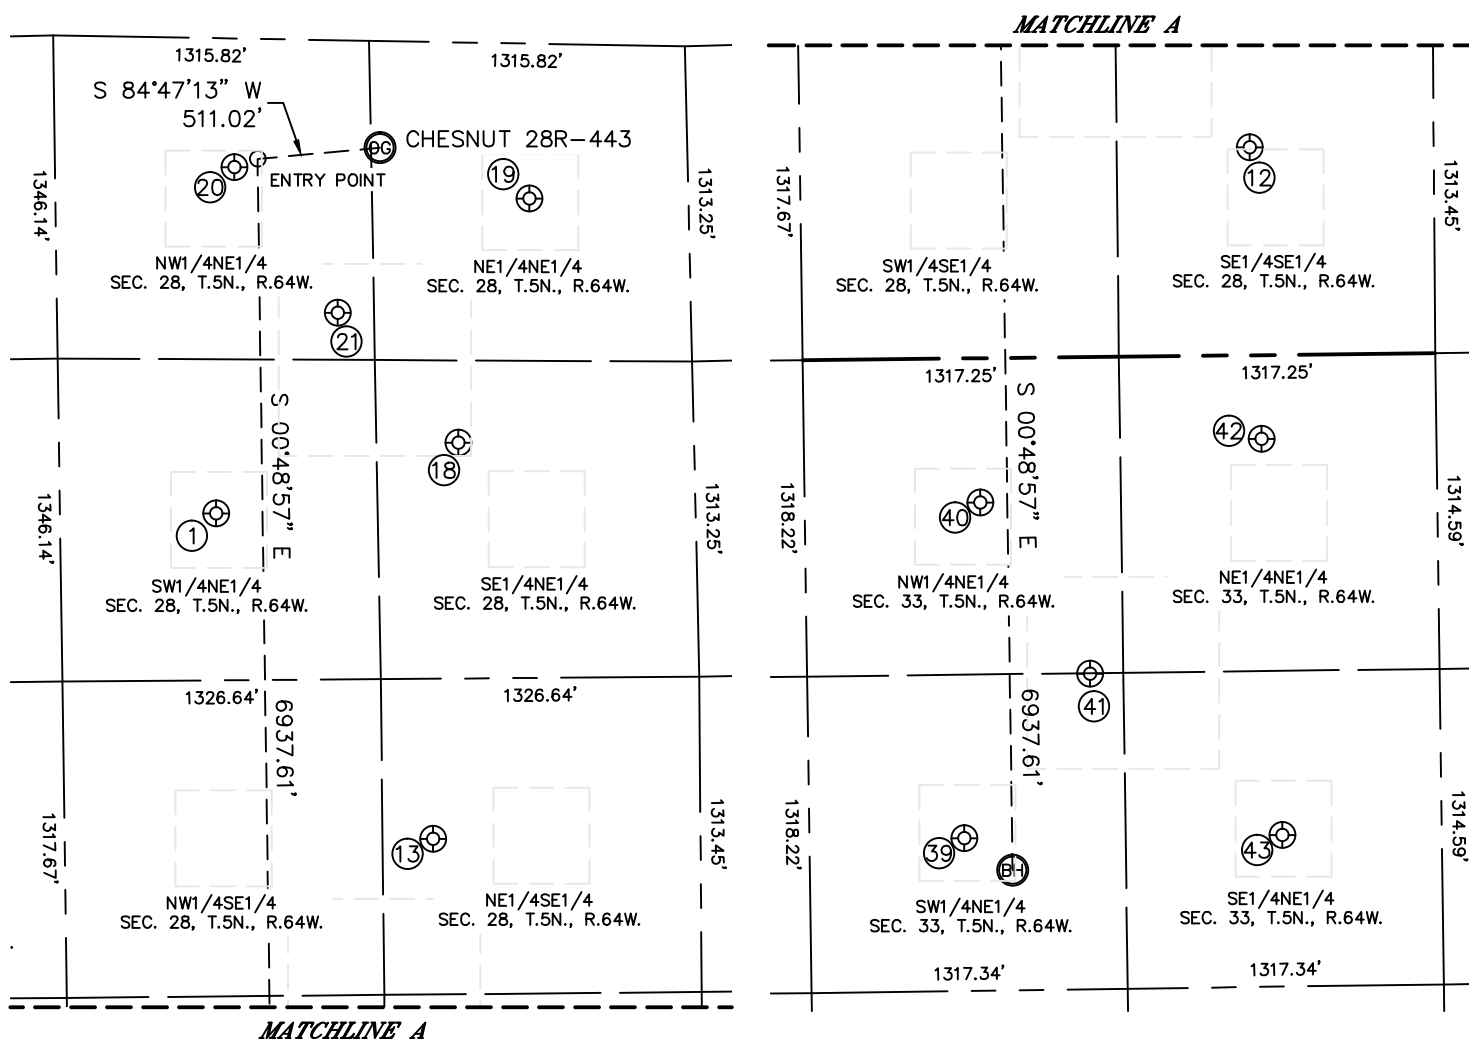 1315.82'
1315.82'
S 84°47'13" W
511.02'
OG
CHESNUT 28R-443
ENTRY POINT
20
19
1346.14'
1313.25'
NW1/4NE1/4
SEC. 28, T.5N., R.64W.
NE1/4NE1/4
SEC. 28, T.5N., R.64W.
21
S 00°48'57" E
18
1
1346.14'
1313.25'
SW1/4NE1/4
SEC. 28, T.5N., R.64W.
SE1/4NE1/4
SEC. 28, T.5N., R.64W.
1326.64'
1326.64'
6937.61'
13
1317.67'
1313.45'
NW1/4SE1/4
SEC. 28, T.5N., R.64W.
NE1/4SE1/4
SEC. 28, T.5N., R.64W.
MATCHLINE A
MATCHLINE A
1317.67'
12
1313.45'
SW1/4SE1/4
SEC. 28, T.5N., R.64W.
SE1/4SE1/4
SEC. 28, T.5N., R.64W.
1317.25'
1317.25'
S 00°48'57" E
42
40
1318.22'
1314.59'
NW1/4NE1/4
SEC. 33, T.5N., R.64W.
NE1/4NE1/4
SEC. 33, T.5N., R.64W.
41
6937.61'
1318.22'
1314.59'
39
43
BH
SW1/4NE1/4
SEC. 33, T.5N., R.64W.
SE1/4NE1/4
SEC. 33, T.5N., R.64W.
1317.34'
1317.34'